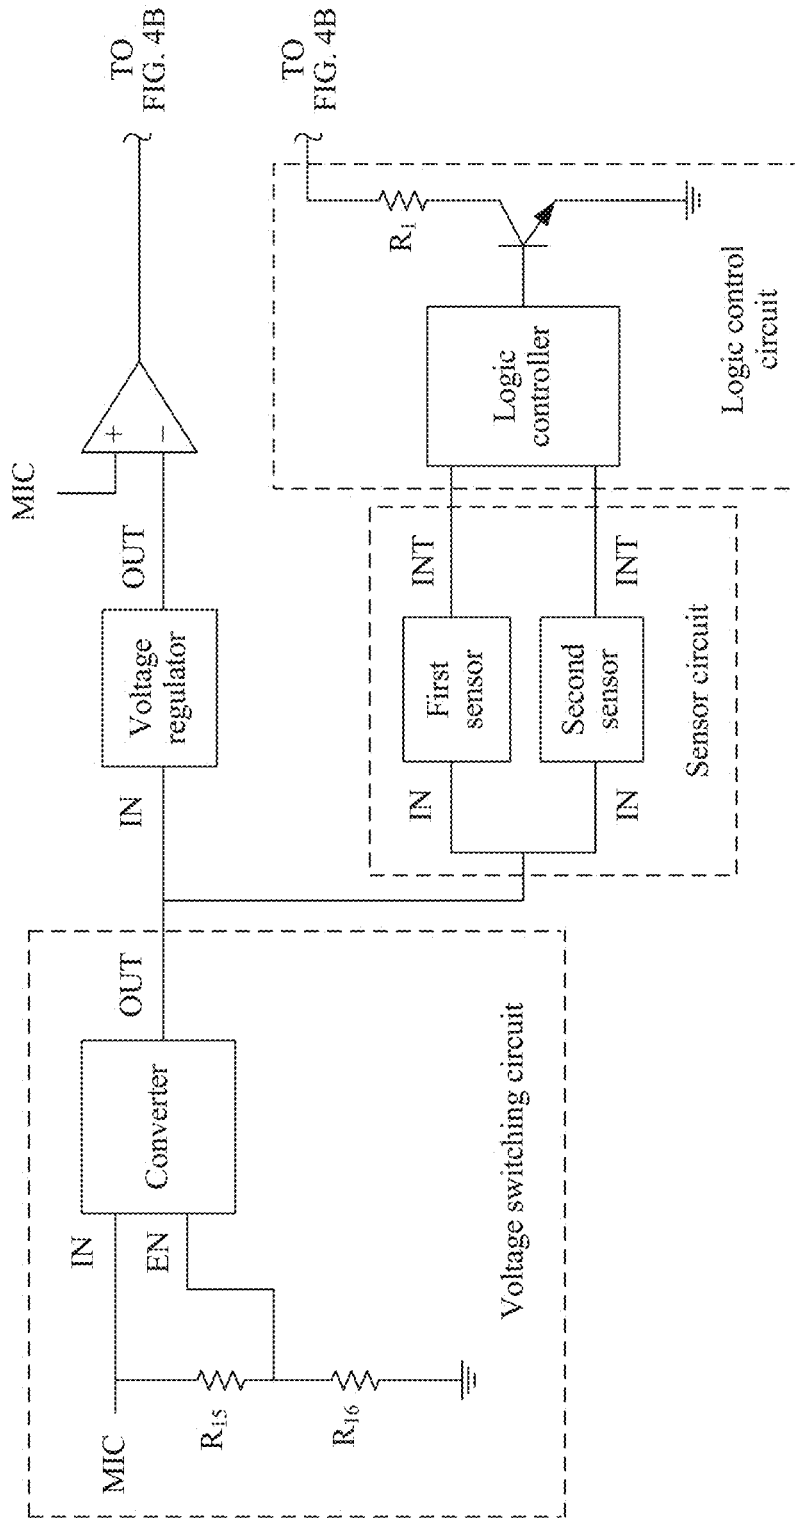 MIC
IN
EN
R15
R16
Converter
OUT
Voltage switching circuit
IN
Voltage
regulator
OUT
MIC
+
−
TO
FIG. 4B
IN
IN
First
sensor
Second
sensor
INT
INT
Sensor circuit
Logic
controller
R1
Logic control
circuit
TO
FIG. 4B